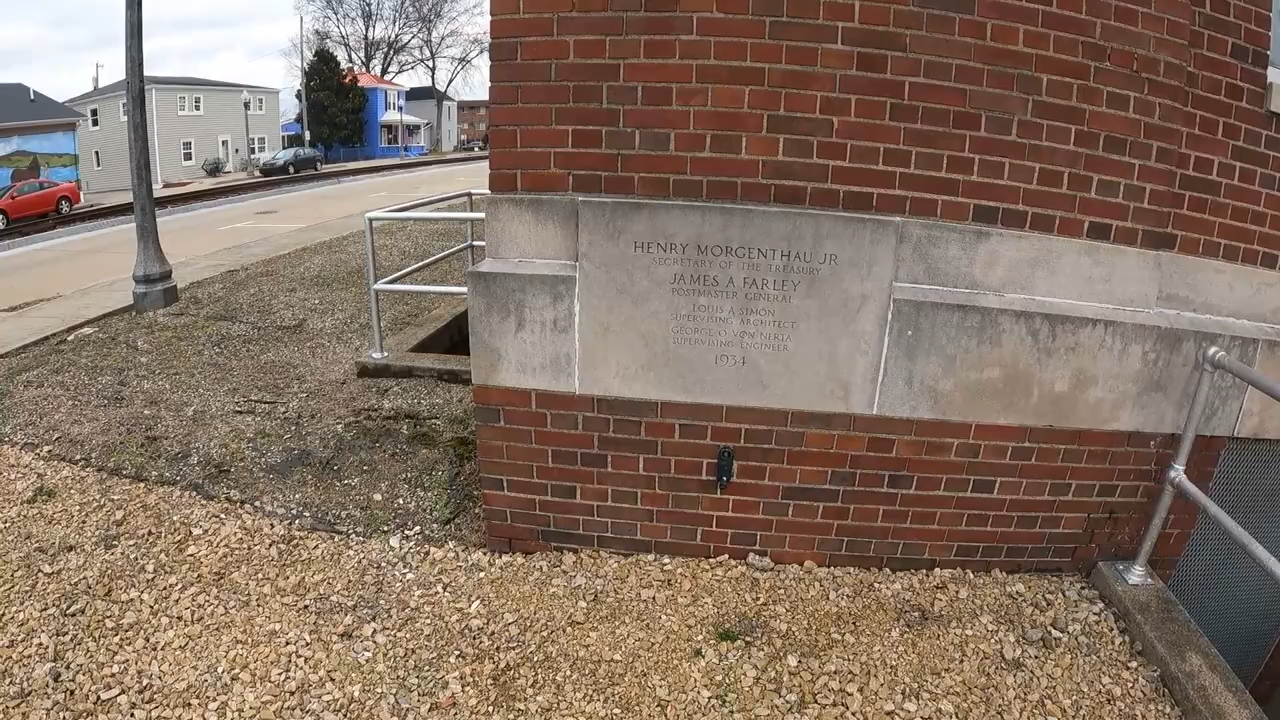 HENRY MORGENTHAU JR
SECRETARY OF THE TREASURY
JAMES A FARLEY
POSTMASTER GENERAL
LOUIS A SIMON
SUPERVISING ARCHITECT
GEORGE O VON NERTA
SUPERVISING ENGINEER
1934